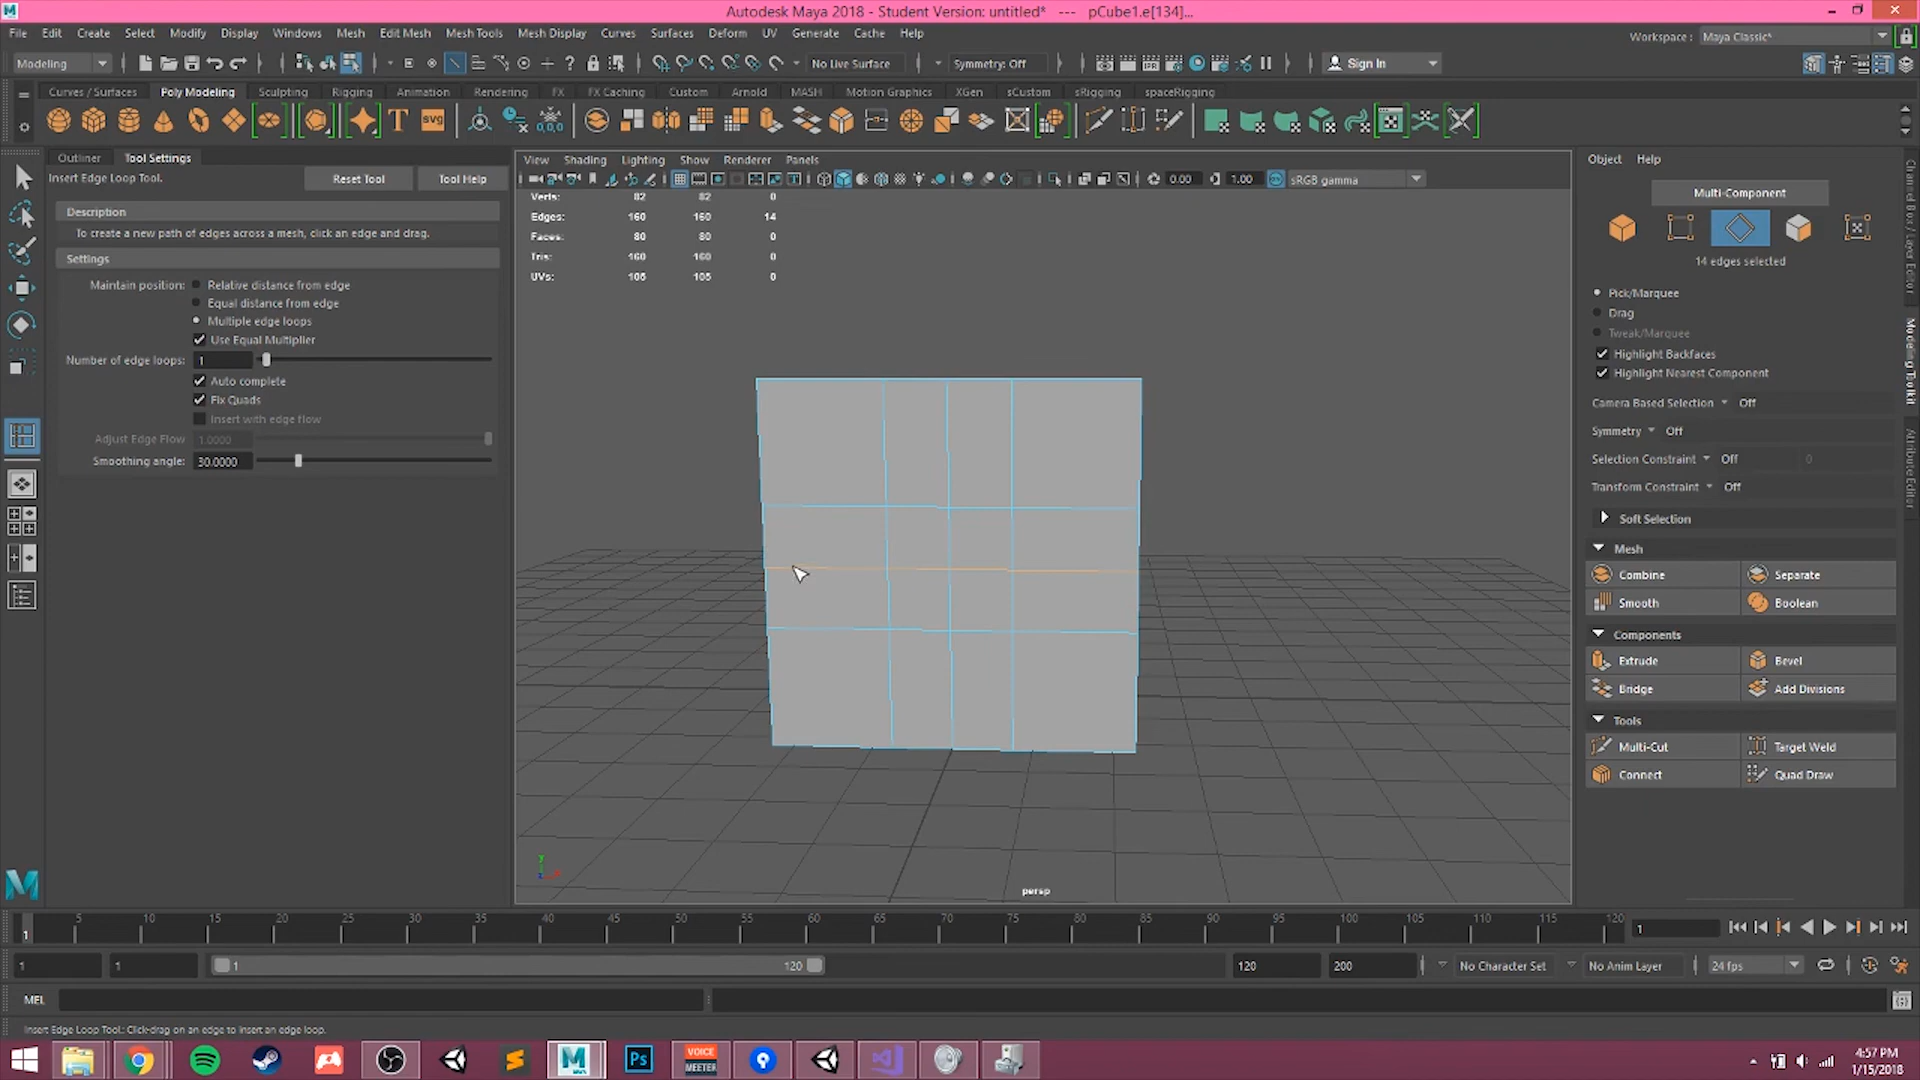 Autodesk Maya 2018 - Student Version: untitled* --- pCube1.e[134]...
File Edit Create Select Modify Display Windows Mesh Edit Mesh Mesh Tools Mesh Display Curves Surfaces Deform UV Generate Cache Help
Workspace : Maya Classic*
Modeling No Live Surface Symmetry: Off Sign In
Curves / Surfaces Poly Modeling Sculpting Rigging Animation Rendering FX FX Caching Custom Arnold MASH Motion Graphics XGen sCustom sRigging spaceRigging
Outliner Tool Settings
Insert Edge Loop Tool. Reset Tool Tool Help
Description
To create a new path of edges across a mesh, click an edge and drag.
Settings
Maintain position: Relative distance from edge
Equal distance from edge
Multiple edge loops
Use Equal Multiplier
Number of edge loops: 1
Auto complete
Fix Quads
Insert with edge flow
Adjust Edge Flow 1.0000
Smoothing angle: 30.0000
View Shading Lighting Show Renderer Panels
0.00 1.00 sRGB gamma
Verts: 82 82 0
Edges: 160 160 14
Faces: 80 80 0
Tris: 160 160 0
UVs: 105 105 0
persp
Object Help
Multi-Component
14 edges selected
Pick/Marquee
Drag
Tweak/Marquee
Highlight Backfaces
Highlight Nearest Component
Camera Based Selection Off
Symmetry Off
Selection Constraint Off 0
Transform Constraint Off
Soft Selection
Mesh
Combine Separate
Smooth Boolean
Components
Extrude Bevel
Bridge Add Divisions
Tools
Multi-Cut Target Weld
Connect Quad Draw
Channel Box / Layer Editor
Modeling Toolkit
Attribute Editor
5 10 15 20 25 30 35 40 45 50 55 60 65 70 75 80 85 90 95 100 105 110 115 120
1 1
1 1 1 120 120 200 No Character Set No Anim Layer 24 fps
MEL
Insert Edge Loop Tool: Click-drag on an edge to insert an edge loop.
4:57 PM
1/15/2018